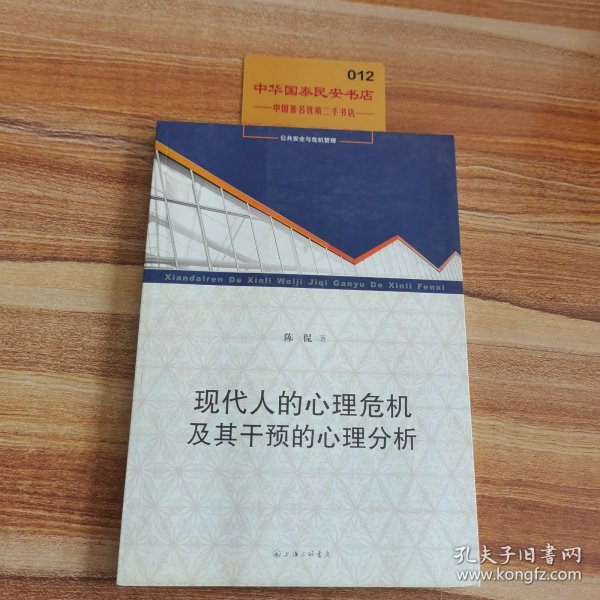 012
中华国泰民安书店
中国著名优质二手书店
公共安全与危机管理
Xiandairen De Xinli Weiji Jiqi Ganyu De Xinli Fenxi
陈 侃 著
现代人的心理危机
及其干预的心理分析
上海三联书店
孔夫子旧书网
www.kongfz.com